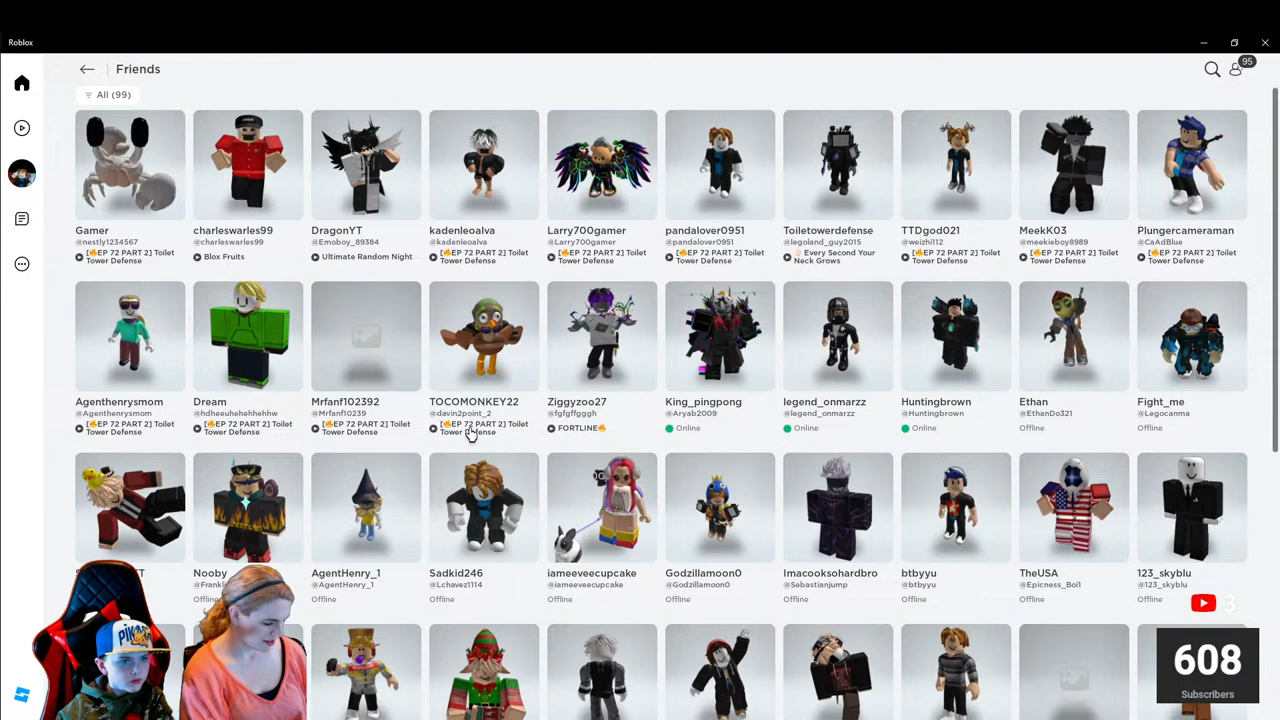 Roblox
Friends
95
All (99)
Gamer
@nestly1234567
[🔥EP 72 PART 2] Toilet
Tower Defense
charleswarles99
@charleswarles99
Blox Fruits
DragonYT
@Emoboy_89384
Ultimate Random Night
kadenleoalva
@kadenleoalva
[🔥EP 72 PART 2] Toilet
Tower Defense
Larry700gamer
@Larry700gamer
[🔥EP 72 PART 2] Toilet
Tower Defense
pandalover0951
@pandalover0951
[🔥EP 72 PART 2] Toilet
Tower Defense
Toiletowerdefense
@legoland_guy2015
Every Second Your
Neck Grows
TTDgod021
@weizhi112
[🔥EP 72 PART 2] Toilet
Tower Defense
MeekK03
@meekieboy8989
[🔥EP 72 PART 2] Toilet
Tower Defense
Plungercameraman
@CaAdBlue
[🔥EP 72 PART 2] Toilet
Tower Defense
Agenthenrysmom
@Agenthenrysmom
[🔥EP 72 PART 2] Toilet
Tower Defense
Dream
@hdheeuhehehhehhw
[🔥EP 72 PART 2] Toilet
Tower Defense
Mrfanf102392
@Mrfanf10239
[🔥EP 72 PART 2] Toilet
Tower Defense
TOCOMONKEY22
@davin2point_2
[🔥EP 72 PART 2] Toilet
Tower Defense
Ziggyzoo27
@fgfgffgggh
FORTLINE🔥
King_pingpong
@Aryab2009
Online
legend_onmarzz
@legend_onmarzz
Online
Huntingbrown
@Huntingbrown
Online
Ethan
@EthanDo321
Offline
Fight_me
@Legocanma
Offline
Nooby
Offline
AgentHenry_1
@AgentHenry_1
Offline
Sadkid246
@Lchavez1114
Offline
iameeveecupcake
@iameeveecupcake
Offline
Godzillamoon0
@Godzillamoon0
Offline
Imacooksohardbro
@Sebastianjump
Offline
btbyyu
@btbyyu
Offline
TheUSA
@Epicness_Boi1
Offline
123_skyblu
@123_skyblu
Offline
3
608
Subscribers